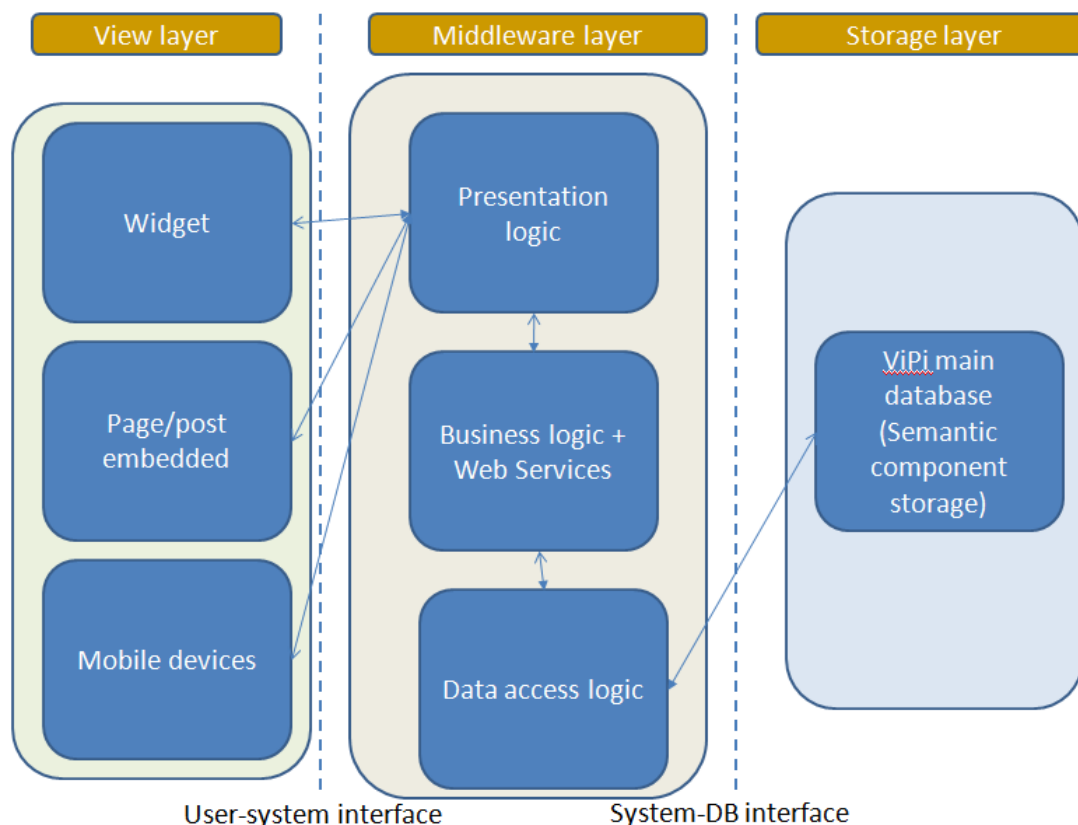 View layer
Middleware layer
Storage layer
Widget
Page/post
embedded
Mobile devices
Presentation
logic
Business logic +
Web Services
Data access logic
ViPi main
database
(Semantic
component
storage)
User-system interface
System-DB interface